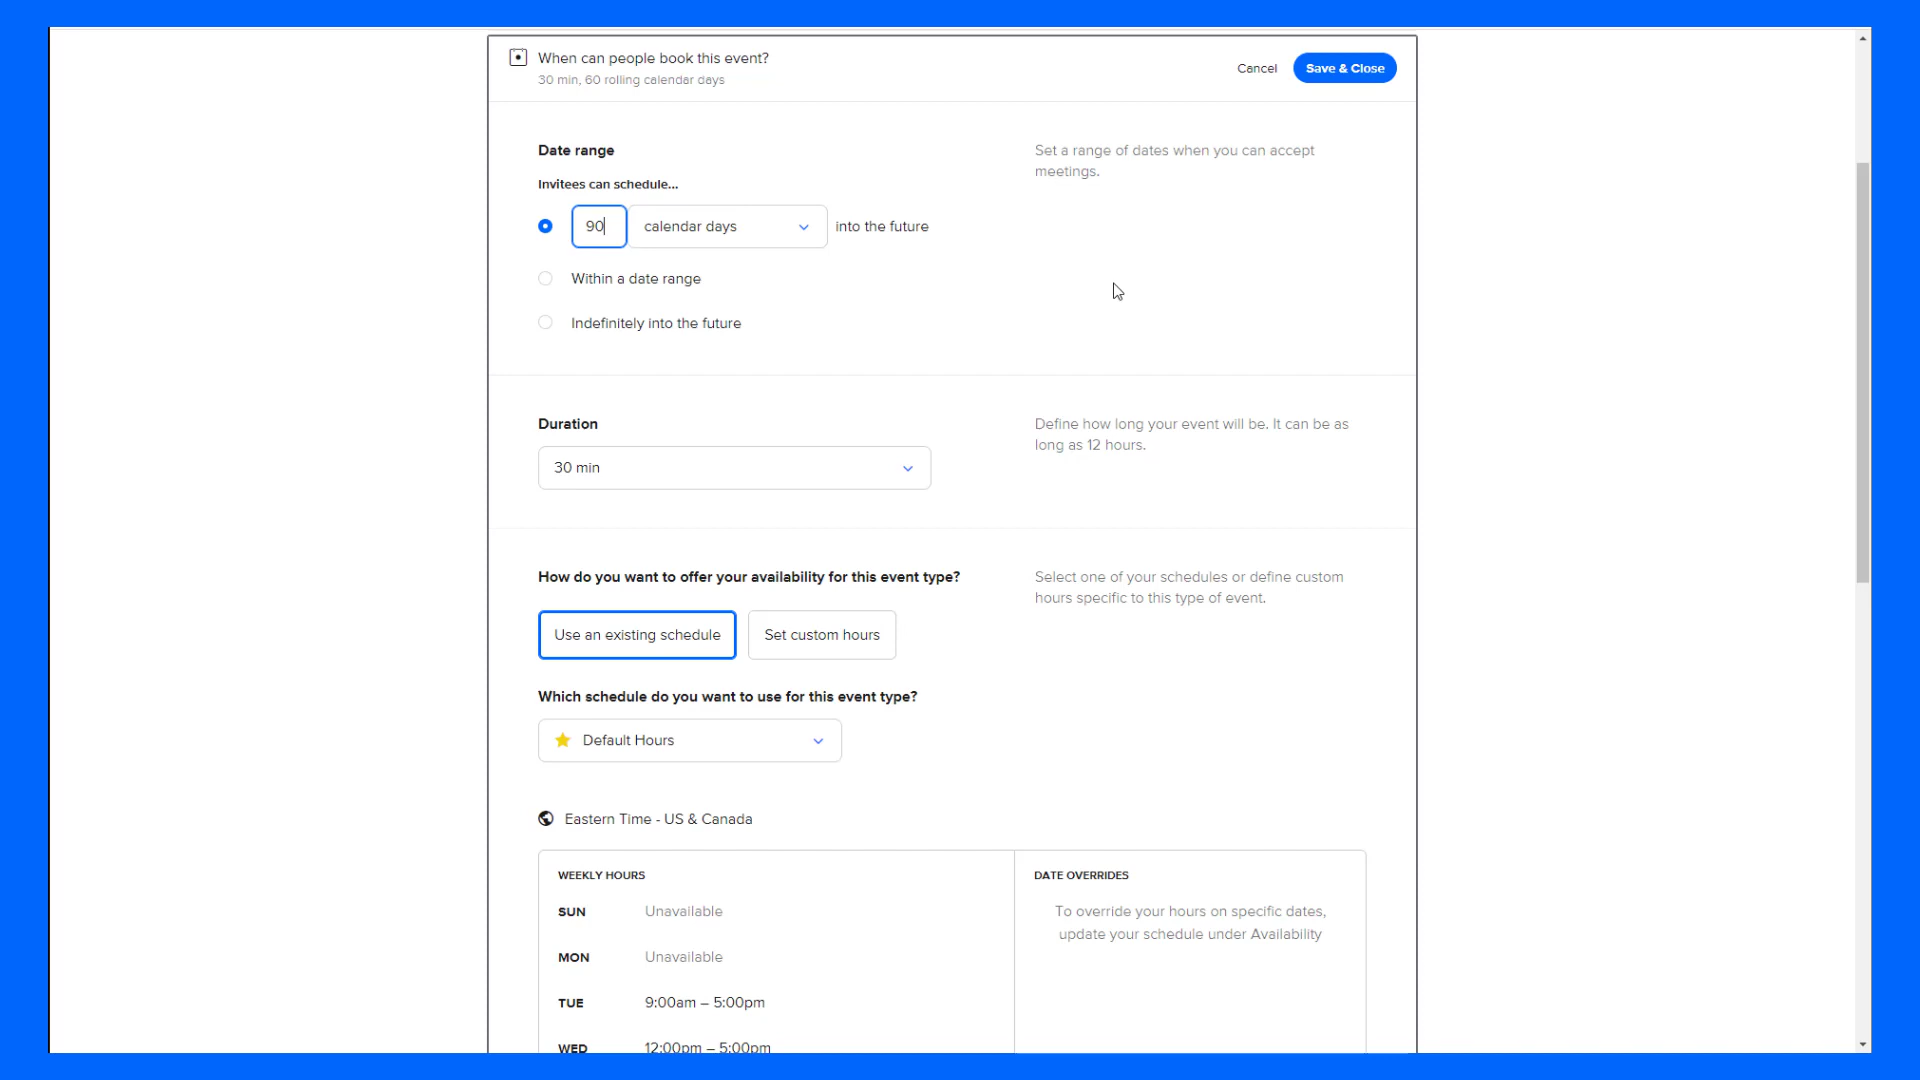 When can people book this event?
30 min, 60 rolling calendar days
Cancel
Save & Close
Date range
Set a range of dates when you can accept
meetings.
Invitees can schedule...
90 calendar days into the future
Within a date range
Indefinitely into the future
Duration
Define how long your event will be. It can be as
long as 12 hours.
30 min
How do you want to offer your availability for this event type?
Select one of your schedules or define custom
hours specific to this type of event.
Use an existing schedule
Set custom hours
Which schedule do you want to use for this event type?
Default Hours
Eastern Time - US & Canada
WEEKLY HOURS
DATE OVERRIDES
SUN Unavailable
To override your hours on specific dates,
update your schedule under Availability
MON Unavailable
TUE 9:00am – 5:00pm
WED 12:00pm – 5:00pm